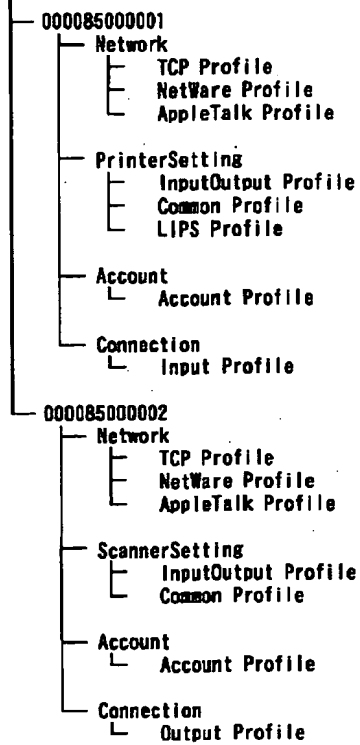 000085000001
Network
TCP Profile
NetWare Profile
AppleTalk Profile
PrinterSetting
InputOutput Profile
Common Profile
LIPS Profile
Account
Account Profile
Connection
Input Profile
000085000002
Network
TCP Profile
NetWare Profile
AppleTalk Profile
ScannerSetting
InputOutput Profile
Common Profile
Account
Account Profile
Connection
Output Profile